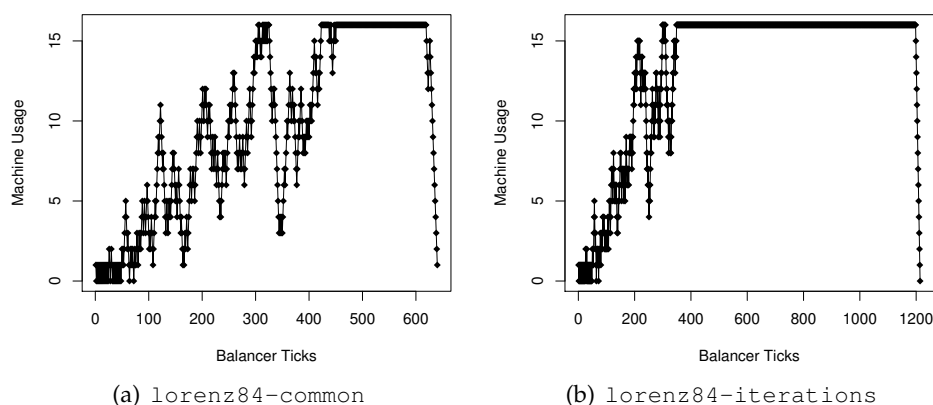 15
10
5
0
Machine Usage
0 100 200 300 400 500 600
Balancer Ticks
(a) lorenz84-common
15
10
5
0
Machine Usage
0 200 400 600 800 1000 1200
Balancer Ticks
(b) lorenz84-iterations